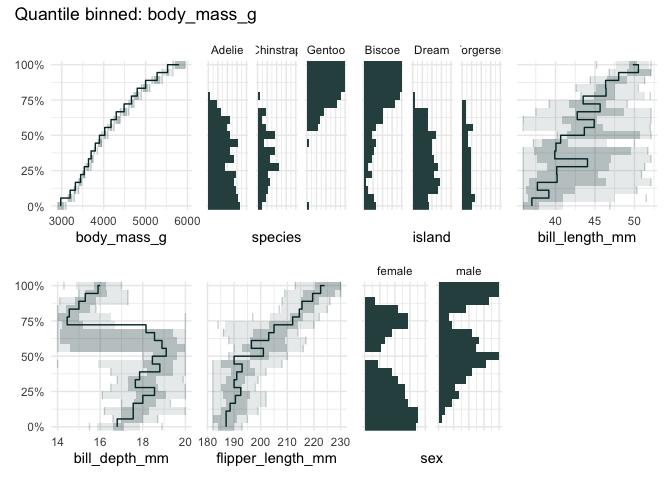 Quantile binned: body_mass_g
Adelie Chinstrap Gentoo Biscoe Dream orgerse
100%
75%
50%
25%
0%
3000 4000 5000 6000 40 45 50
body_mass_g species island bill_length_mm
female male
100%
75%
50%
25%
0%
14 16 18 20 180 190 200 210 220 230
bill_depth_mm flipper_length_mm sex